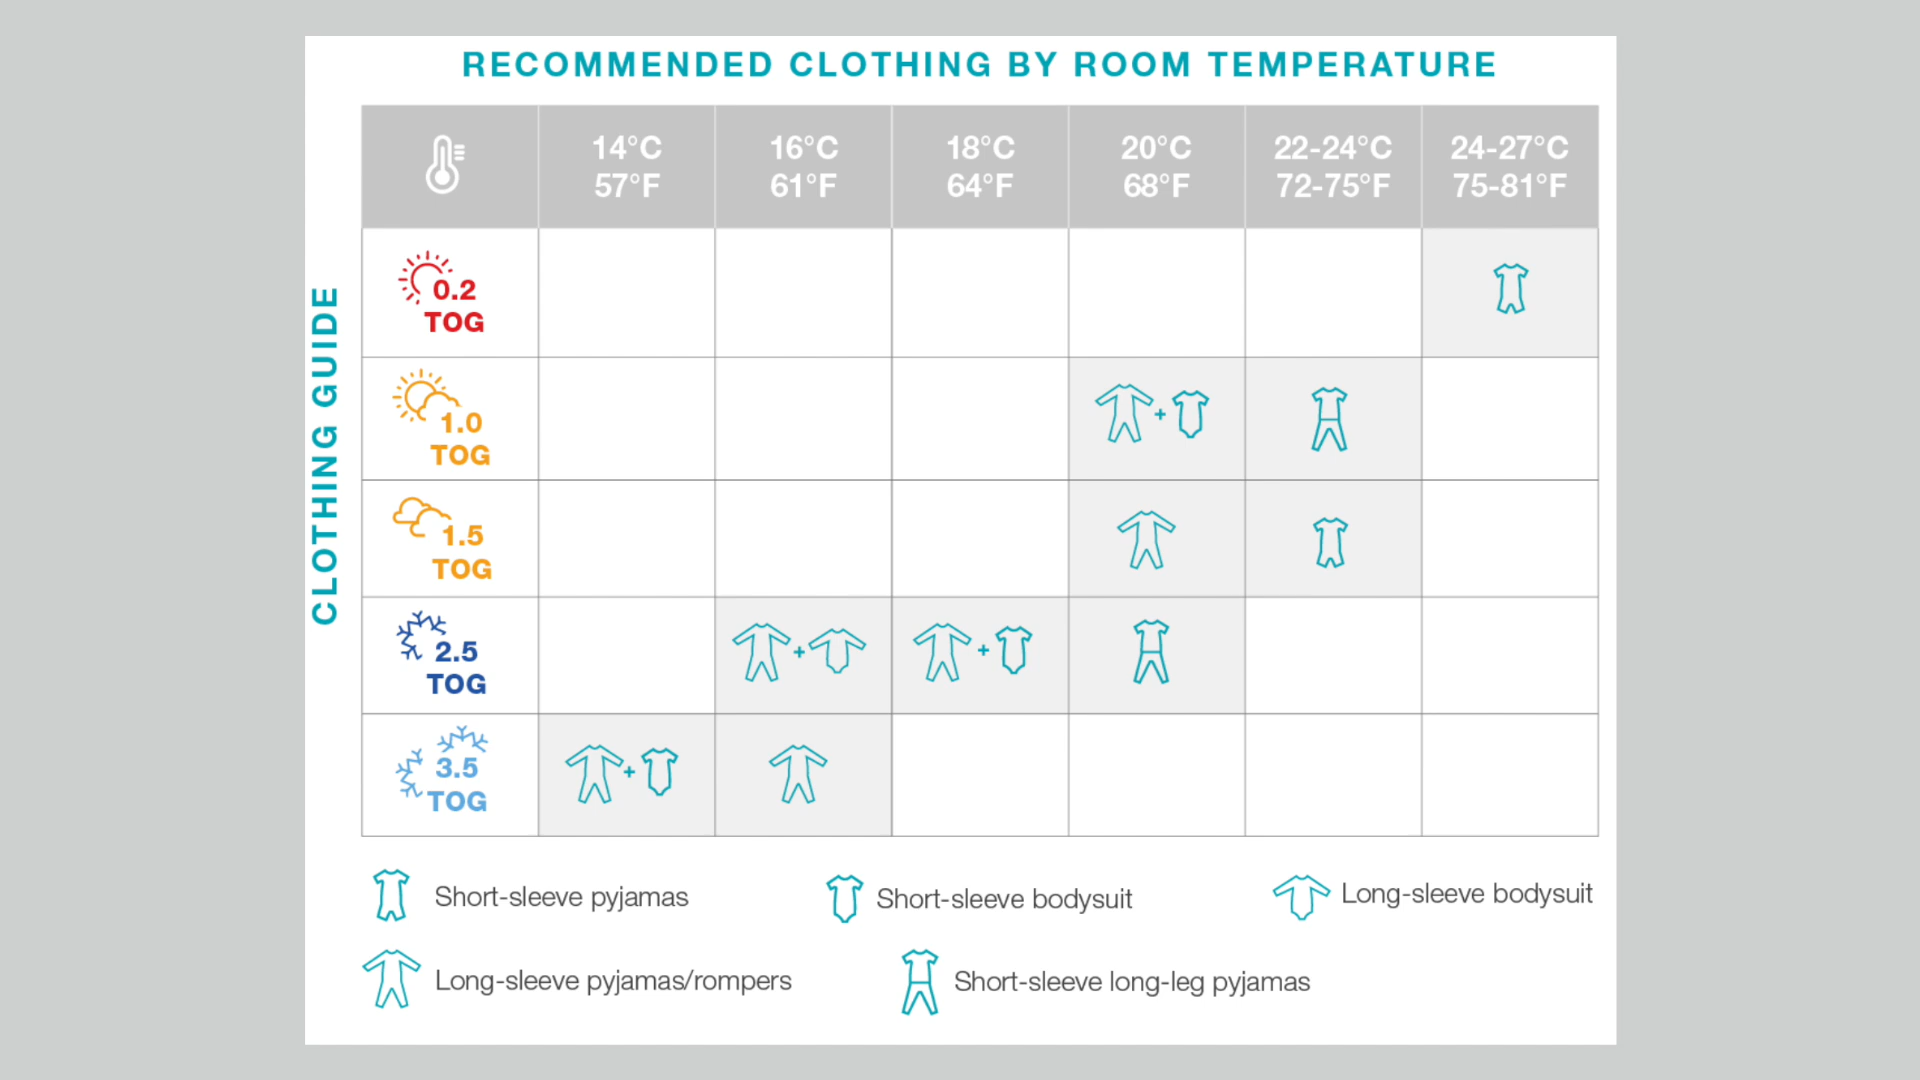 RECOMMENDED CLOTHING BY ROOM TEMPERATURE
CLOTHING GUIDE
14°C
57°F
16°C
61°F
18°C
64°F
20°C
68°F
22-24°C
72-75°F
24-27°C
75-81°F
0.2
TOG
1.0
TOG
+
1.5
TOG
2.5
TOG
+
+
3.5
TOG
+
Short-sleeve pyjamas
Short-sleeve bodysuit
Long-sleeve bodysuit
Long-sleeve pyjamas/rompers
Short-sleeve long-leg pyjamas